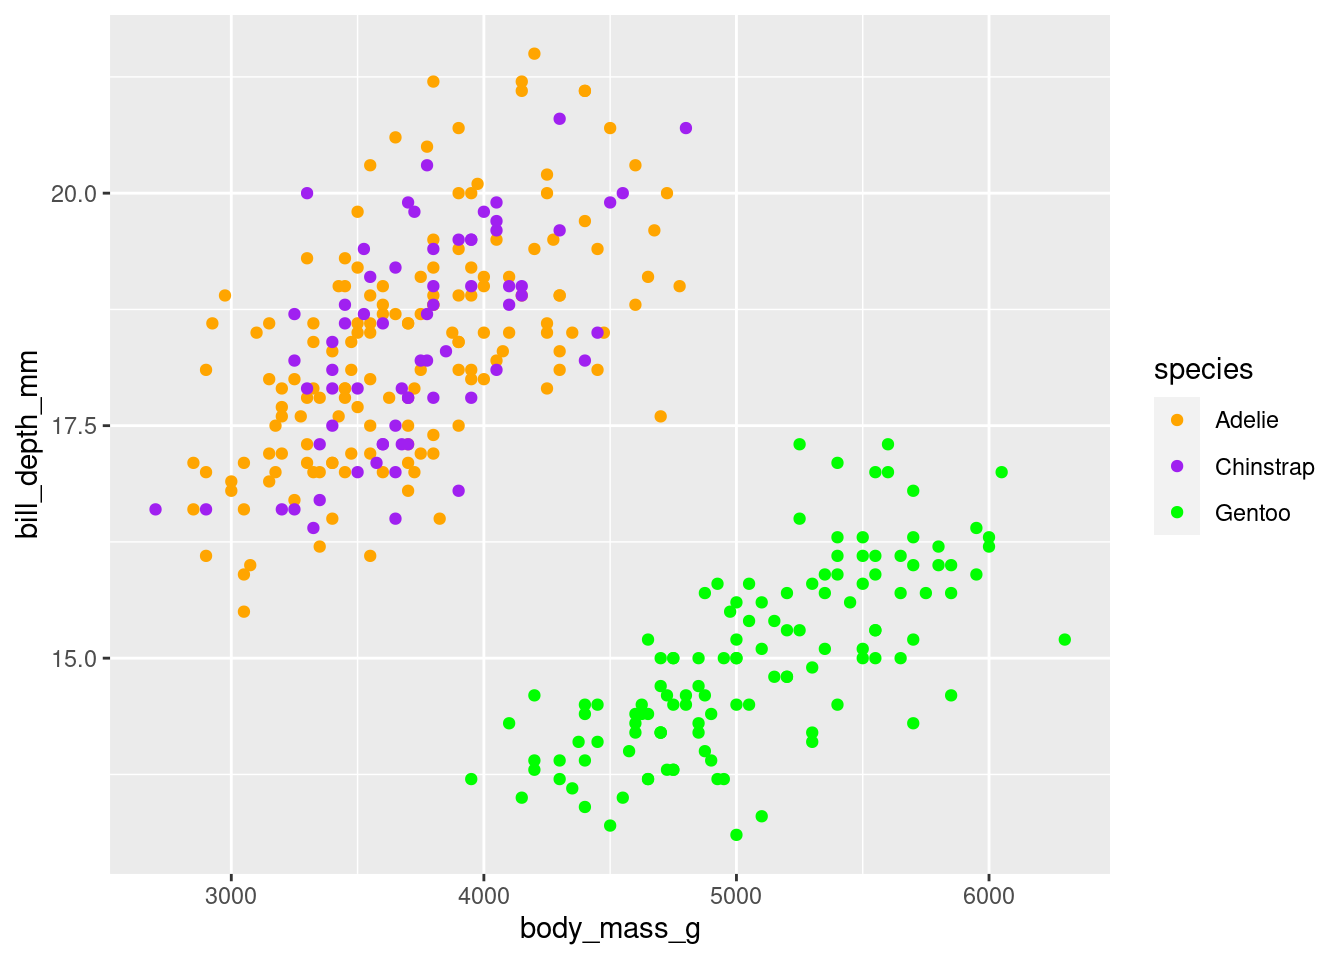 20.0
17.5
15.0
bill_depth_mm
3000 4000 5000 6000
body_mass_g
species
Adelie
Chinstrap
Gentoo